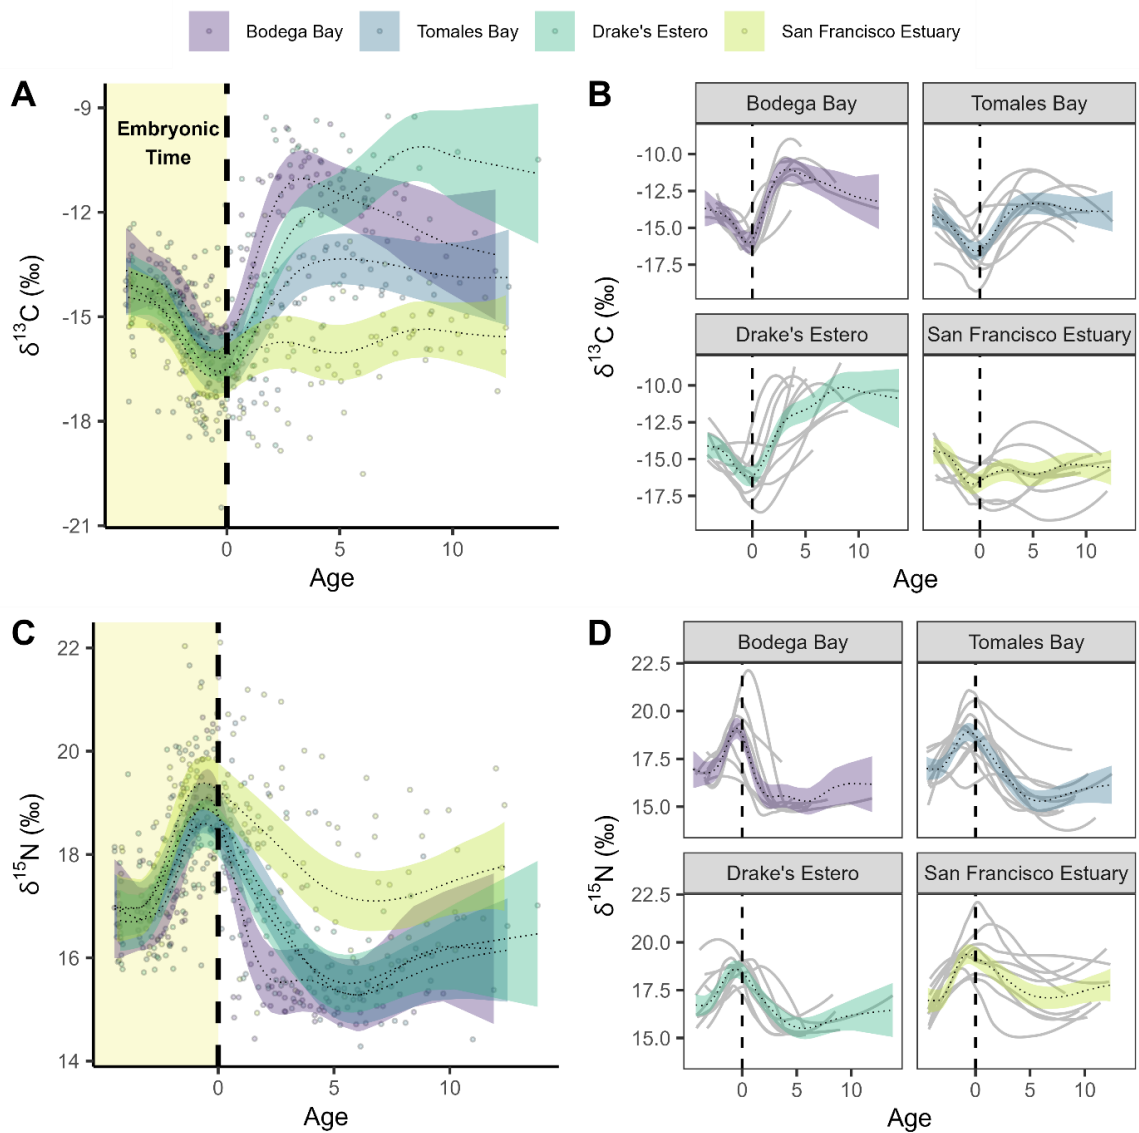 Bodega Bay Tomales Bay Drake's Estero San Francisco Estuary
A
-9
-12
-15
-18
-21
δ13C (‰)
Embryonic
Time
0 5 10
Age
B
Bodega Bay Tomales Bay
-10.0
-12.5
-15.0
-17.5
δ13C (‰)
Drake's Estero San Francisco Estuary
-10.0
-12.5
-15.0
-17.5
0 5 10 0 5 10
Age
C
22
20
18
16
14
δ15N (‰)
0 5 10
Age
D
Bodega Bay Tomales Bay
22.5
20.0
17.5
15.0
δ15N (‰)
Drake's Estero San Francisco Estuary
22.5
20.0
17.5
15.0
0 5 10 0 5 10
Age